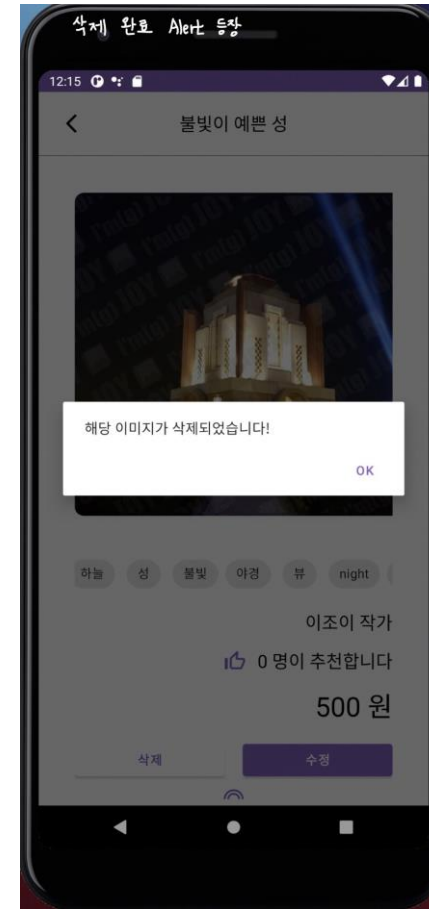 삭제 완료 Alert 등장
12:15
불빛이 예쁜 성
I'm(g) JOY
해당 이미지가 삭제되었습니다!
OK
하늘 성 불빛 야경 뷰 night
이조이 작가
0 명이 추천합니다
500 원
삭제 수정